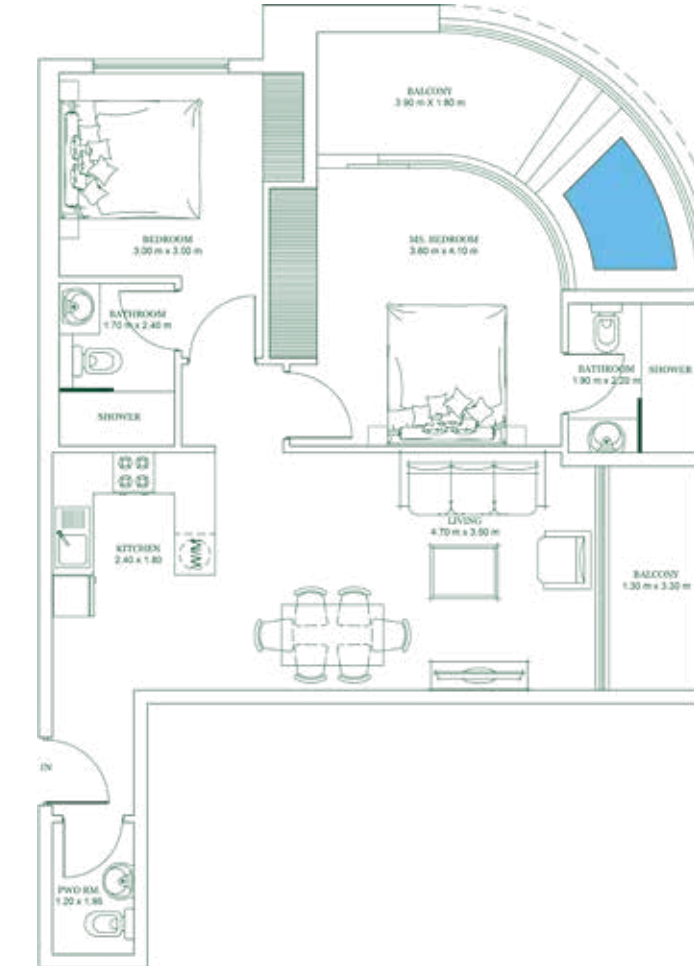 BALCONY
3.90 m X 1.80 m
BEDROOM
3.00 m x 3.00 m
MS. BEDROOM
3.60 m x 4.10 m
BATHROOM
1.70 m x 2.40 m
SHOWER
BATHROOM
1.90 m x 2.20 m
SHOWER
LIVING
4.70 m x 3.50 m
KITCHEN
2.40 x 1.80
W/M
BALCONY
1.30 m x 3.30 m
IN
PWD RM.
1.20 x 1.95